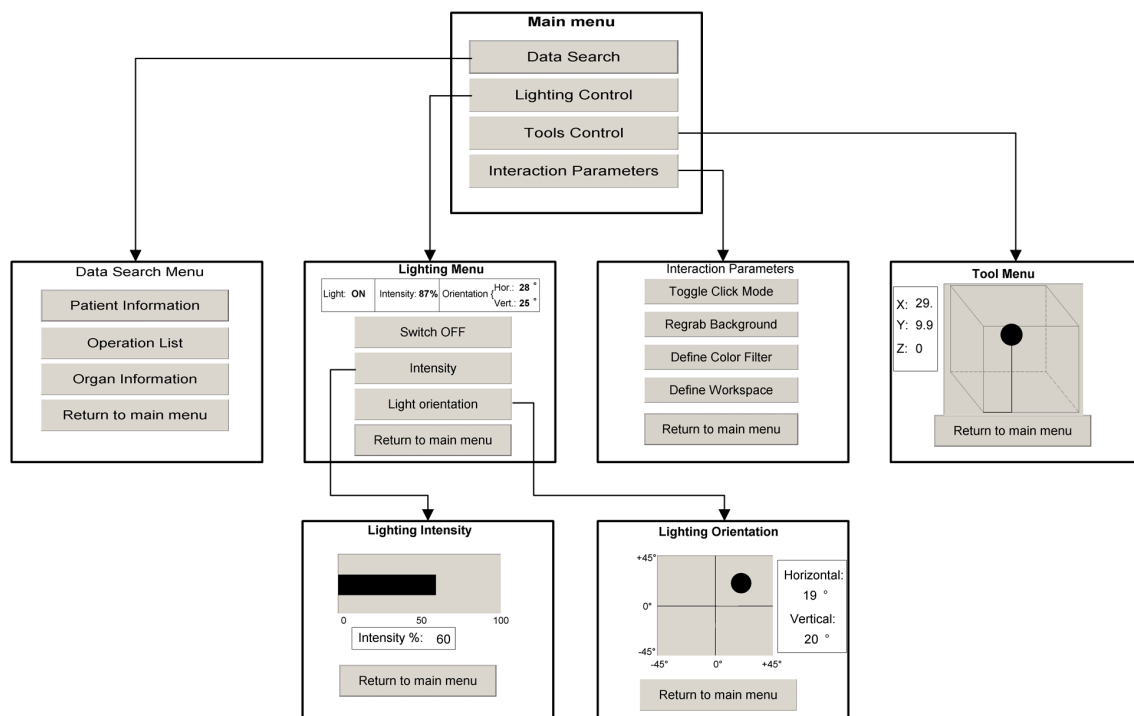 Main menu
Data Search
Lighting Control
Tools Control
Interaction Parameters
Data Search Menu
Patient Information
Operation List
Organ Information
Return to main menu
Lighting Menu
Light: ON Intensity: 87% Orientation { Hor.: 28 °
Vert.: 25 °
Switch OFF
Intensity
Light orientation
Return to main menu
Interaction Parameters
Toggle Click Mode
Regrab Background
Define Color Filter
Define Workspace
Return to main menu
Tool Menu
X: 29.
Y: 9.9
Z: 0
Return to main menu
Lighting Intensity
0 50 100
Intensity %: 60
Return to main menu
Lighting Orientation
+45°
0°
-45°
-45° 0° +45°
Horizontal:
19 °
Vertical:
20 °
Return to main menu